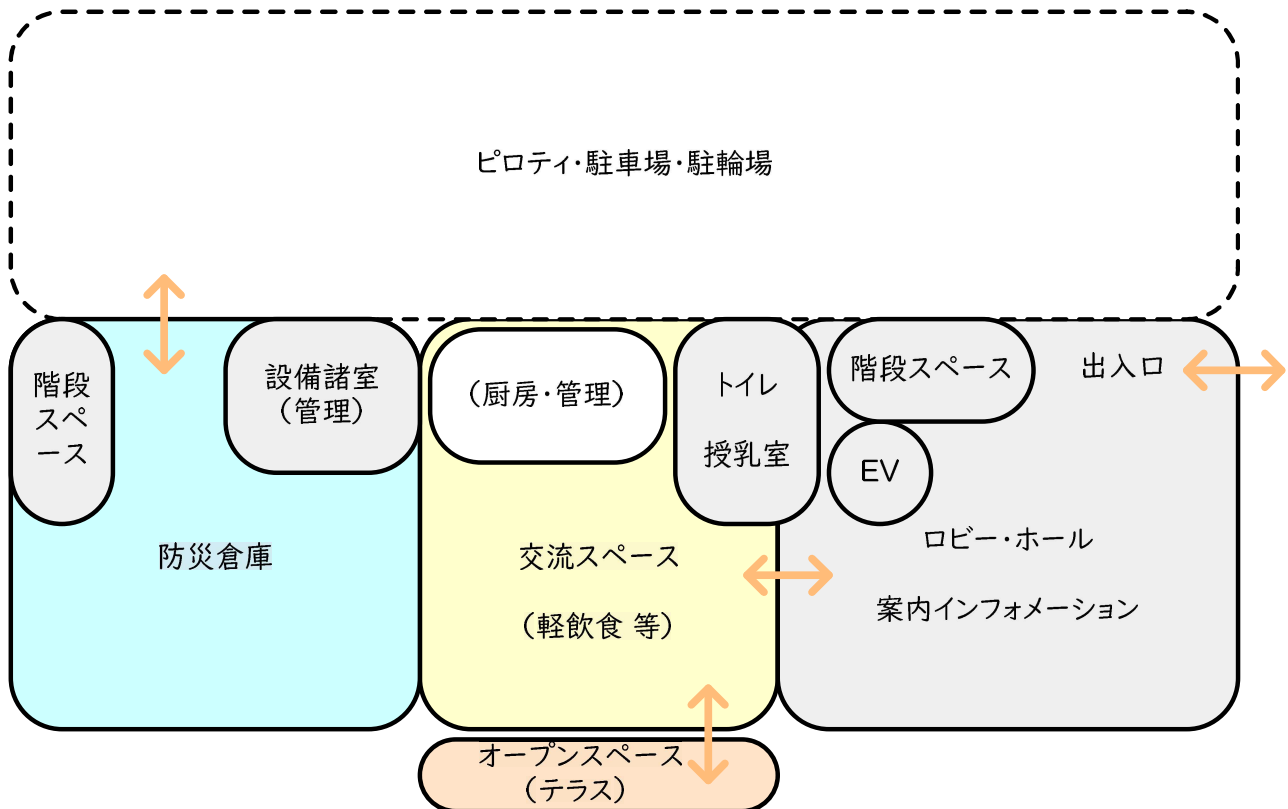 ピロティ・駐車場・駐輪場
階段
スペ
ース
設備諸室
（管理）
（厨房・管理）
トイレ
授乳室
階段スペース
出入口
EV
防災倉庫
交流スペース
（軽飲食 等）
ロビー・ホール
案内インフォメーション
オープンスペース
（テラス）